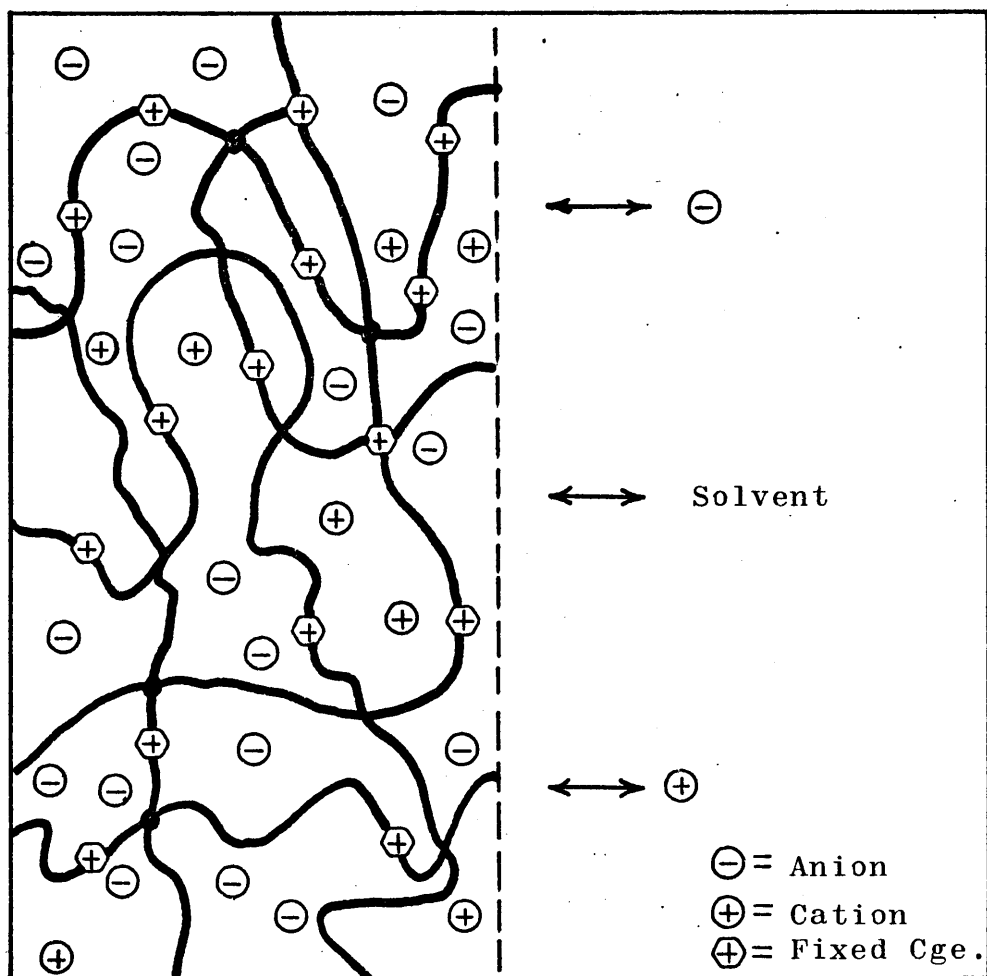 Solvent
⊖= Anion
⊕= Cation
⌬= Fixed Cge.